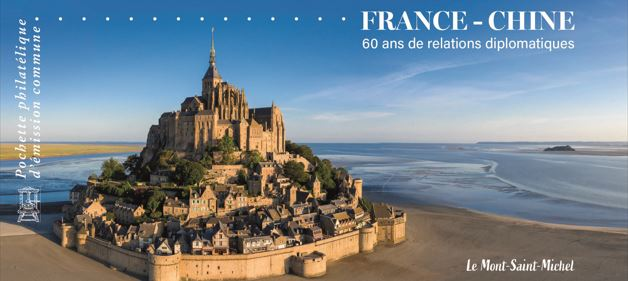 Pochette philatélique
d'émission commune
FRANCE - CHINE
60 ans de relations diplomatiques
Le Mont-Saint-Michel